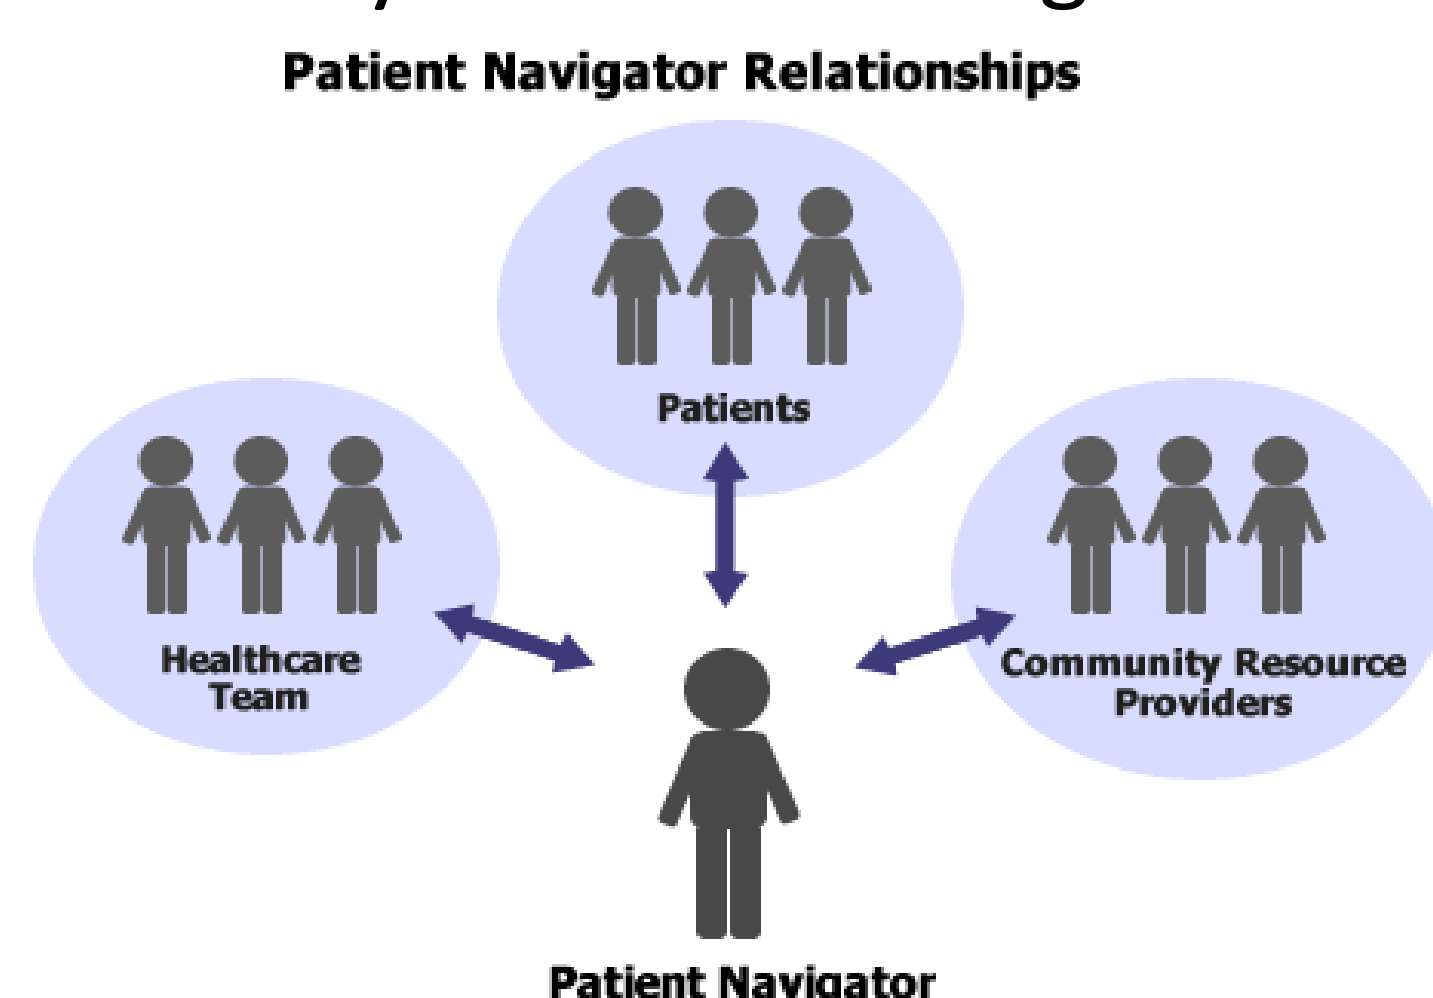 Patient Navigator Relationships
Patients
Healthcare
Team
Community Resource
Providers
Patient Navigator